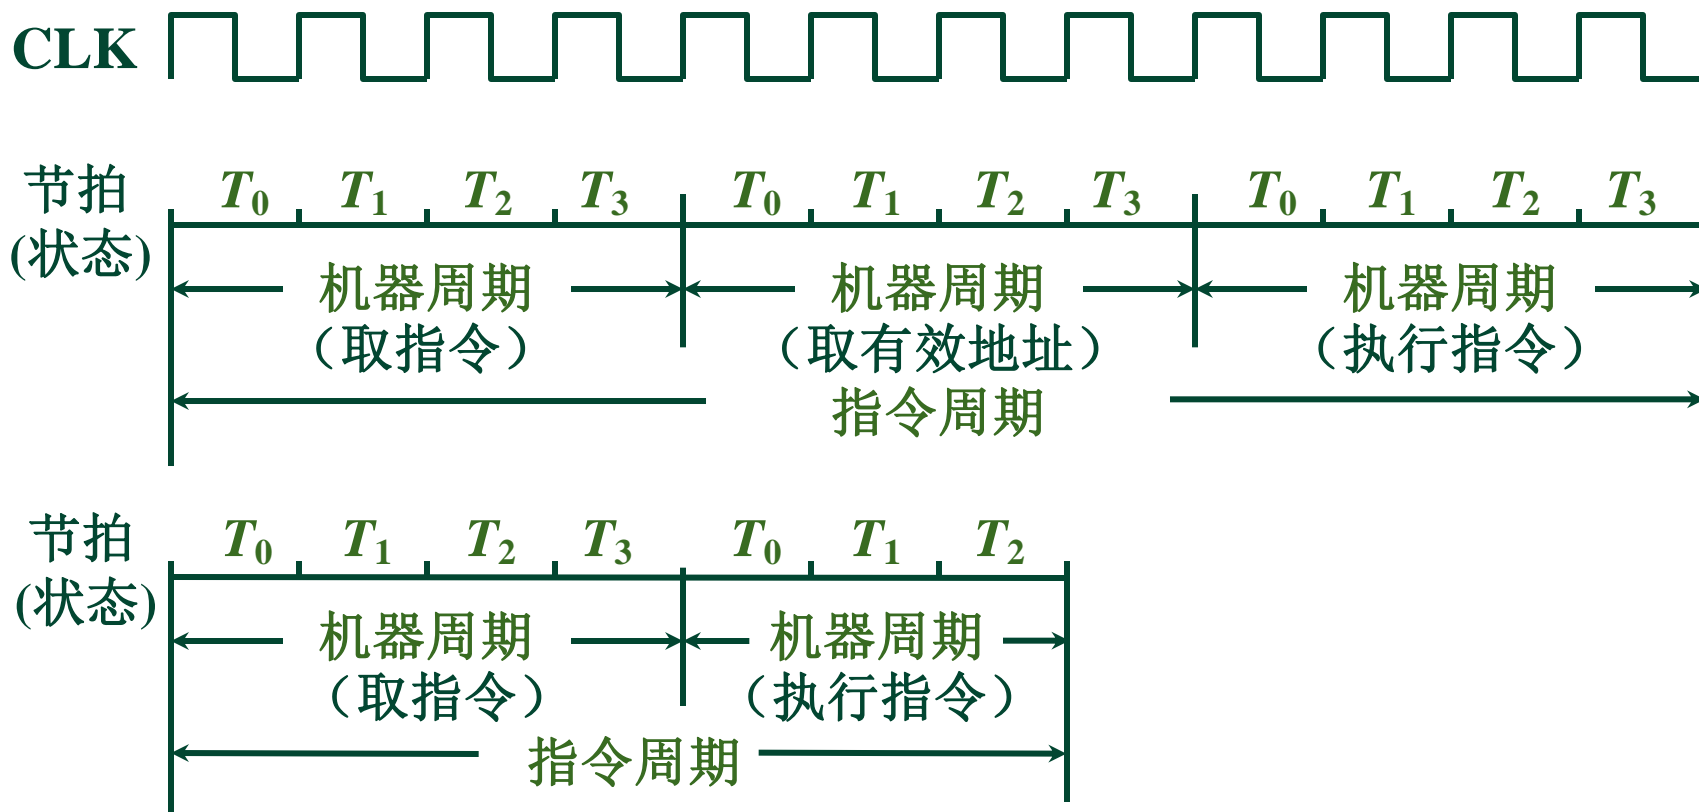 CLK
节拍 T0 T1 T2 T3 T0 T1 T2 T3 T0 T1 T2 T3
(状态)
机器周期 机器周期 机器周期
（取指令） （取有效地址） （执行指令）
指令周期
节拍 T0 T1 T2 T3 T0 T1 T2
(状态)
机器周期 机器周期
（取指令） （执行指令）
指令周期